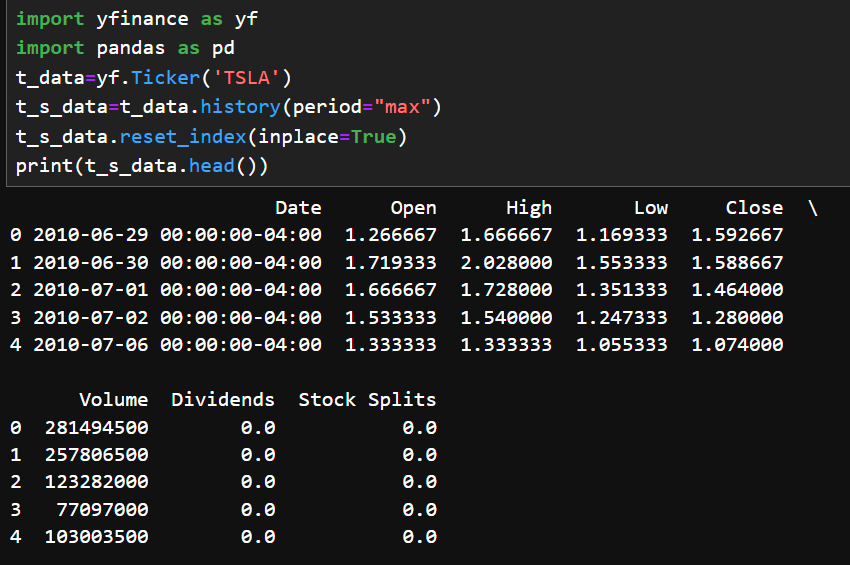 import yfinance as yf
import pandas as pd
t_data=yf.Ticker('TSLA')
t_s_data=t_data.history(period="max")
t_s_data.reset_index(inplace=True)
print(t_s_data.head())
Date Open High Low Close \
0 2010-06-29 00:00:00-04:00 1.266667 1.666667 1.169333 1.592667
1 2010-06-30 00:00:00-04:00 1.719333 2.028000 1.553333 1.588667
2 2010-07-01 00:00:00-04:00 1.666667 1.728000 1.351333 1.464000
3 2010-07-02 00:00:00-04:00 1.533333 1.540000 1.247333 1.280000
4 2010-07-06 00:00:00-04:00 1.333333 1.333333 1.055333 1.074000
Volume Dividends Stock Splits
0 281494500 0.0 0.0
1 257806500 0.0 0.0
2 123282000 0.0 0.0
3 77097000 0.0 0.0
4 103003500 0.0 0.0